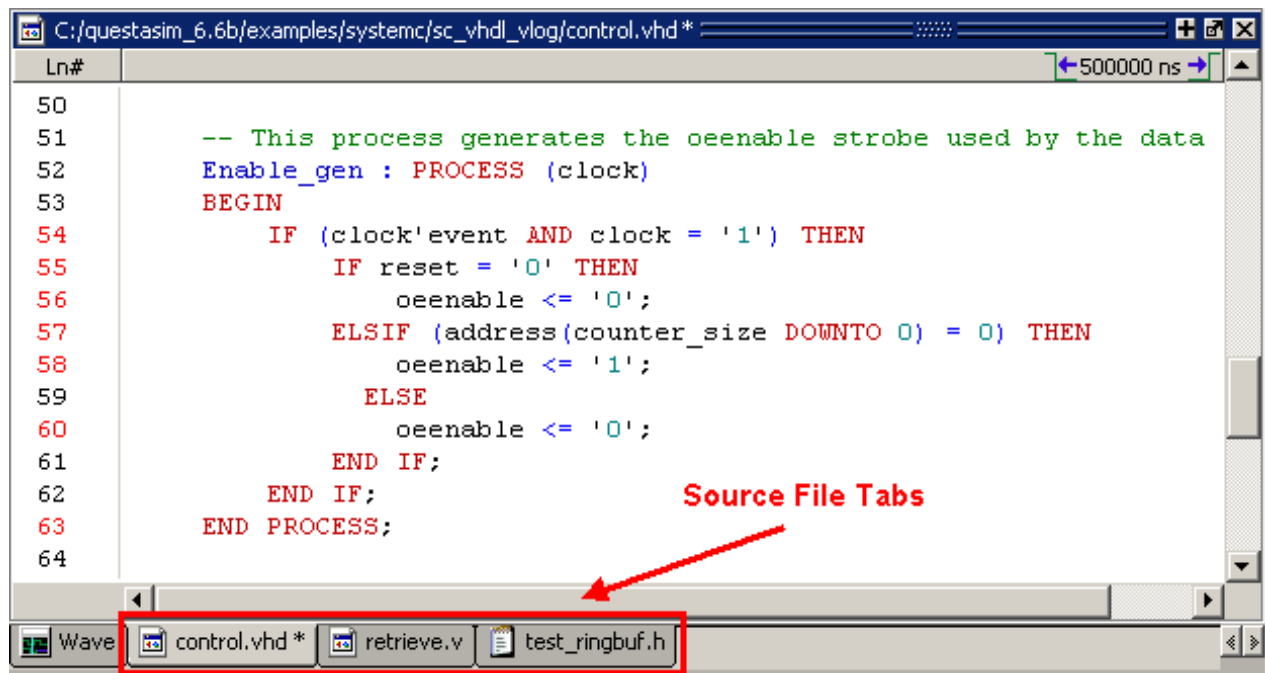 C:/questasim_6.6b/examples/systemc/sc_vhdl_vlog/control.vhd *
Ln# 500000 ns
50
51 -- This process generates the oeenable strobe used by the data
52 Enable_gen : PROCESS (clock)
53 BEGIN
54 IF (clock'event AND clock = '1') THEN
55 IF reset = '0' THEN
56 oeenable <= '0';
57 ELSIF (address(counter_size DOWNTO 0) = 0) THEN
58 oeenable <= '1';
59 ELSE
60 oeenable <= '0';
61 END IF;
62 END IF;
Source File Tabs
63 END PROCESS;
64
Wave control.vhd * retrieve.v test_ringbuf.h